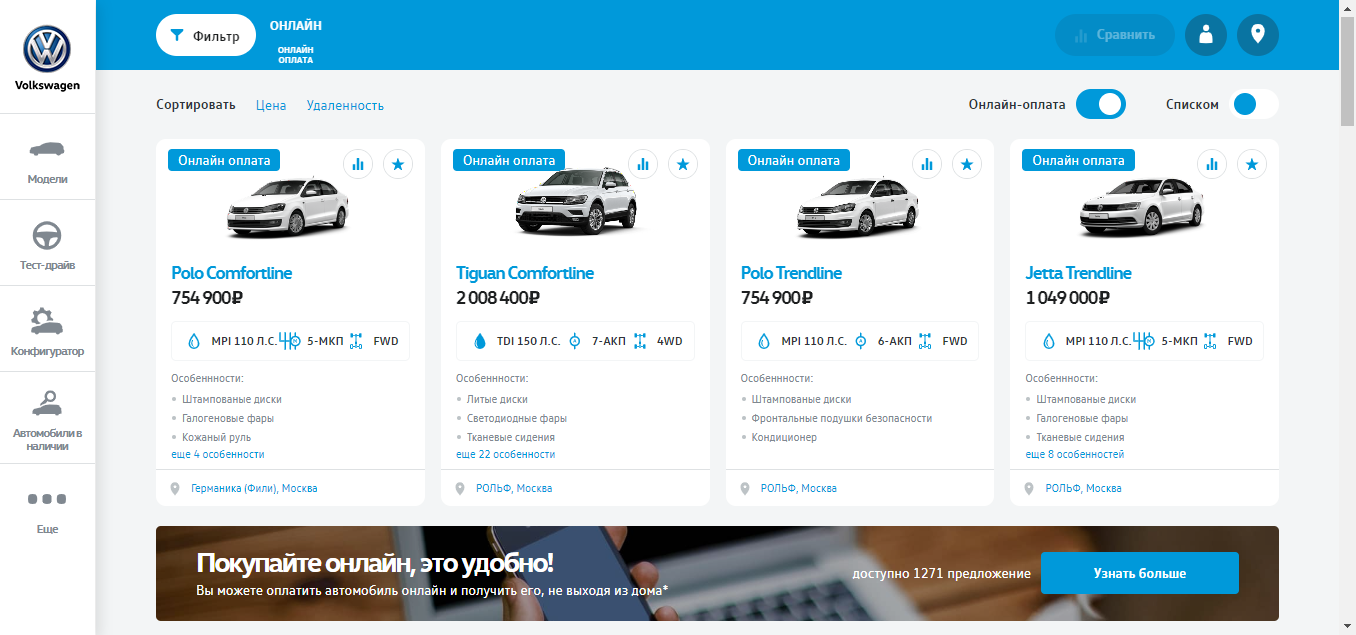 Volkswagen
Модели
Тест-драйв
Конфигуратор
Автомобили в
наличии
Еще
Фильтр
ОНЛАЙН
ОНЛАЙН
ОПЛАТА
Сравнить
Сортировать Цена Удаленность
Онлайн-оплата Списком
Онлайн оплата
Polo Comfortline
754 900₽
MPI 110 Л.С. 5-МКП FWD
Особеннности:
Штампованые диски
Галогеновые фары
Кожаный руль
еще 4 особенности
Германика (Фили), Москва
Онлайн оплата
Tiguan Comfortline
2 008 400₽
TDI 150 Л.С. 7-АКП 4WD
Особеннности:
Литые диски
Светодиодные фары
Тканевые сидения
еще 22 особенности
РОЛЬФ, Москва
Онлайн оплата
Polo Trendline
754 900₽
MPI 110 Л.С. 6-АКП FWD
Особеннности:
Штампованые диски
Фронтальные подушки безопасности
Кондиционер
РОЛЬФ, Москва
Онлайн оплата
Jetta Trendline
1 049 000₽
MPI 110 Л.С. 5-МКП FWD
Особеннности:
Штампованые диски
Галогеновые фары
Тканевые сидения
еще 8 особенностей
РОЛЬФ, Москва
Покупайте онлайн, это удобно!
Вы можете оплатить автомобиль онлайн и получить его, не выходя из дома*
доступно 1271 предложение
Узнать больше